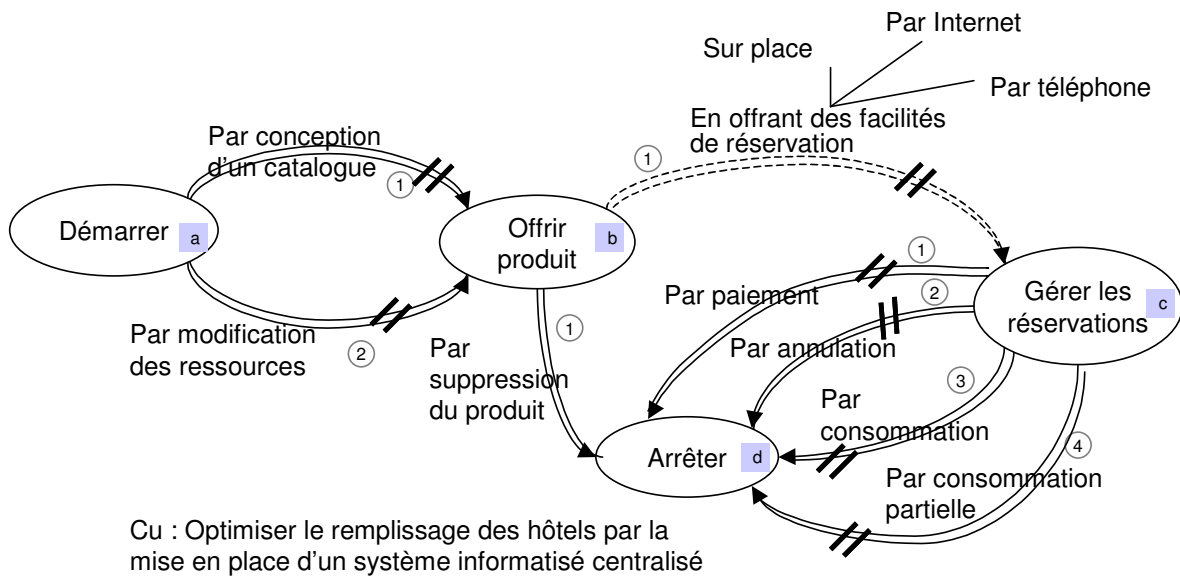 Par Internet
Sur place
Par téléphone
En offrant des facilités
de réservation
1
Par conception
d'un catalogue
1
Démarrer a
Offrir
produit
b
Par modification
des ressources
2
Par
suppression
du produit
1
Gérer les
réservations
c
1
Par paiement
2
Par annulation
3
Par
consommation
4
Par consommation
partielle
Arrêter d
Cu : Optimiser le remplissage des hôtels par la
mise en place d'un système informatisé centralisé